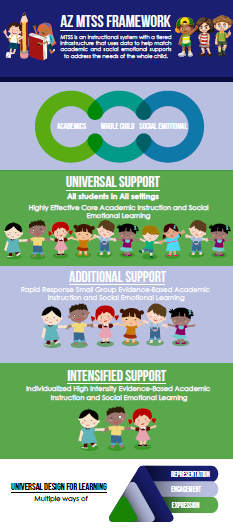 AZ MTSS FRAMEWORK
MTSS is an instructional system with a tiered
infrastructure that uses data to help match
academic and social and emotional supports
to address the needs of the whole child.
ACADEMICS WHOLE CHILD SOCIAL EMOTIONAL
UNIVERSAL SUPPORT
All students in All settings
Highly Effective Core Academic Instruction and Social
Emotional Learning
ADDITIONAL SUPPORT
Rapid Response Small Group Evidence-Based Academic
Instruction and Social Emotional Learning
INTENSIFIED SUPPORT
Individualized High Intensity Evidence-Based Academic
Instruction and Social Emotional Learning
UNIVERSAL DESIGN FOR LEARNING
Multiple ways of
REPRESENTATION
ENGAGEMENT
EXPRESSION